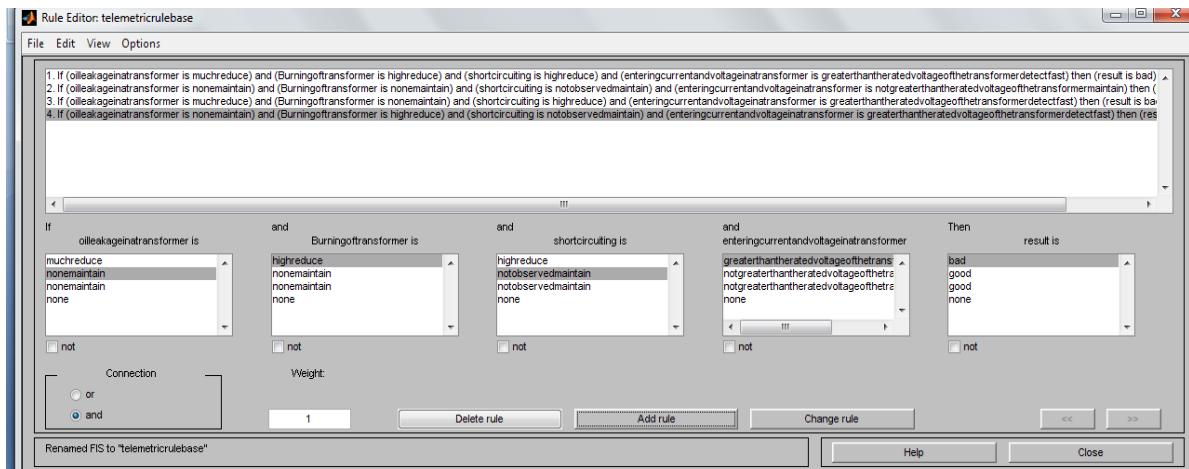 Rule Editor: telemetricrulebase
File Edit View Options
1. If (oilleakageinatransformer is muchreduce) and (Burningoftransformer is highreduce) and (shortcircuiting is highreduce) and (enteringcurrentandvoltageinatransformer is greaterthantheratedvoltageofthetransformerdetectfast) then (result is bad)
2. If (oilleakageinatransformer is nonemaintain) and (Burningoftransformer is nonemaintain) and (shortcircuiting is notobservedmaintain) and (enteringcurrentandvoltageinatransformer is notgreaterthantheratedvoltageofthetransformermaintain) then (
3. If (oilleakageinatransformer is muchreduce) and (Burningoftransformer is nonemaintain) and (shortcircuiting is highreduce) and (enteringcurrentandvoltageinatransformer is greaterthantheratedvoltageofthetransformerdetectfast) then (result is ba
4. If (oilleakageinatransformer is nonemaintain) and (Burningoftransformer is highreduce) and (shortcircuiting is notobservedmaintain) and (enteringcurrentandvoltageinatransformer is greaterthantheratedvoltageofthetransformerdetectfast) then (res
If and and and Then
oilleakageinatransformer is Burningoftransformer is shortcircuiting is enteringcurrentandvoltageinatransformer result is
muchreduce highreduce highreduce greaterthantheratedvoltageofthetrans bad
nonemaintain nonemaintain notobservedmaintain notgreaterthantheratedvoltageofthetra good
nonemaintain nonemaintain notobservedmaintain notgreaterthantheratedvoltageofthetra good
none none none none none
not not not not not
Connection Weight:
or
and 1 Delete rule Add rule Change rule << >>
Renamed FIS to "telemetricrulebase" Help Close